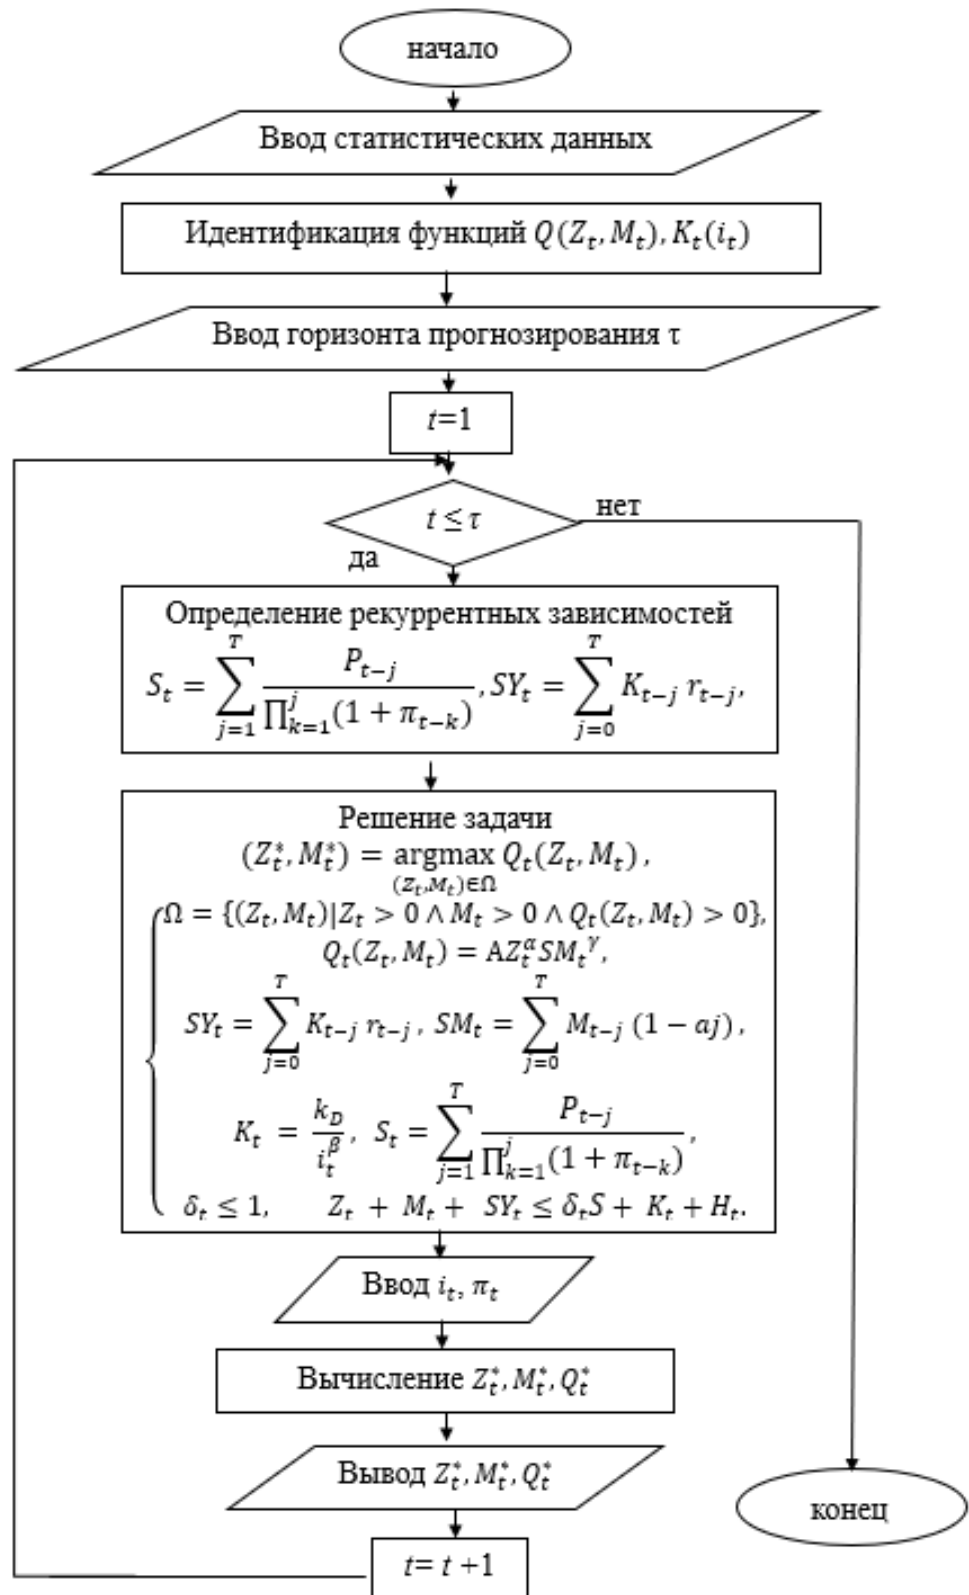 начало
Ввод статистических данных
Идентификация функций Q(Z_t, M_t), K_t(i_t)
Ввод горизонта прогнозирования τ
t=1
t ≤ τ
нет
да
Определение рекуррентных зависимостей
S_t = ∑_{j=1}^{T} P_{t−j} / ∏_{k=1}^{j}(1 + π_{t−k}), SY_t = ∑_{j=0}^{T} K_{t−j} r_{t−j},
Решение задачи
(Z_t^*, M_t^*) = argmax_{(Z_t,M_t)∈Ω} Q_t(Z_t, M_t) ,
Ω = {(Z_t, M_t)|Z_t > 0 ∧ M_t > 0 ∧ Q_t(Z_t, M_t) > 0},
Q_t(Z_t, M_t) = AZ_t^α SM_t^γ,
SY_t = ∑_{j=0}^{T} K_{t−j} r_{t−j} , SM_t = ∑_{j=0}^{T} M_{t−j} (1 − aj) ,
K_t = k_D / i_t^β, S_t = ∑_{j=1}^{T} P_{t−j} / ∏_{k=1}^{j}(1 + π_{t−k}),
δ_t ≤ 1, Z_t + M_t + SY_t ≤ δ_t S + K_t + H_t.
Ввод i_t, π_t
Вычисление Z_t^*, M_t^*, Q_t^*
Вывод Z_t^*, M_t^*, Q_t^*
конец
t= t +1